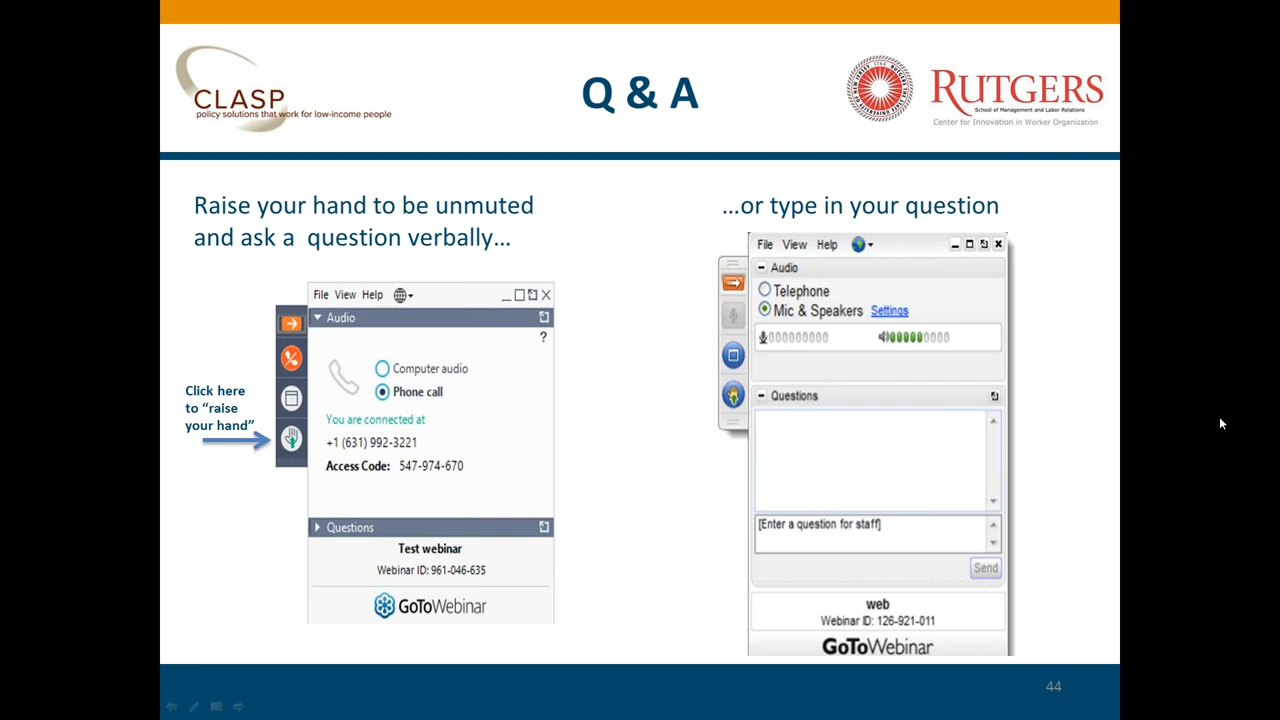 CLASP
policy solutions that work for low-income people
Q & A
RUTGERS
School of Management and Labor Relations
Center for Innovation in Worker Organization
Raise your hand to be unmuted
and ask a question verbally...
...or type in your question
Click here
to “raise
your hand”
File View Help
Audio
?
Computer audio
Phone call
You are connected at
+1 (631) 992-3221
Access Code: 547-974-670
Questions
Test webinar
Webinar ID: 961-046-635
GoToWebinar
File View Help
Audio
Telephone
Mic & Speakers Settings
Questions
[Enter a question for staff]
Send
web
Webinar ID: 126-921-011
GoToWebinar
44